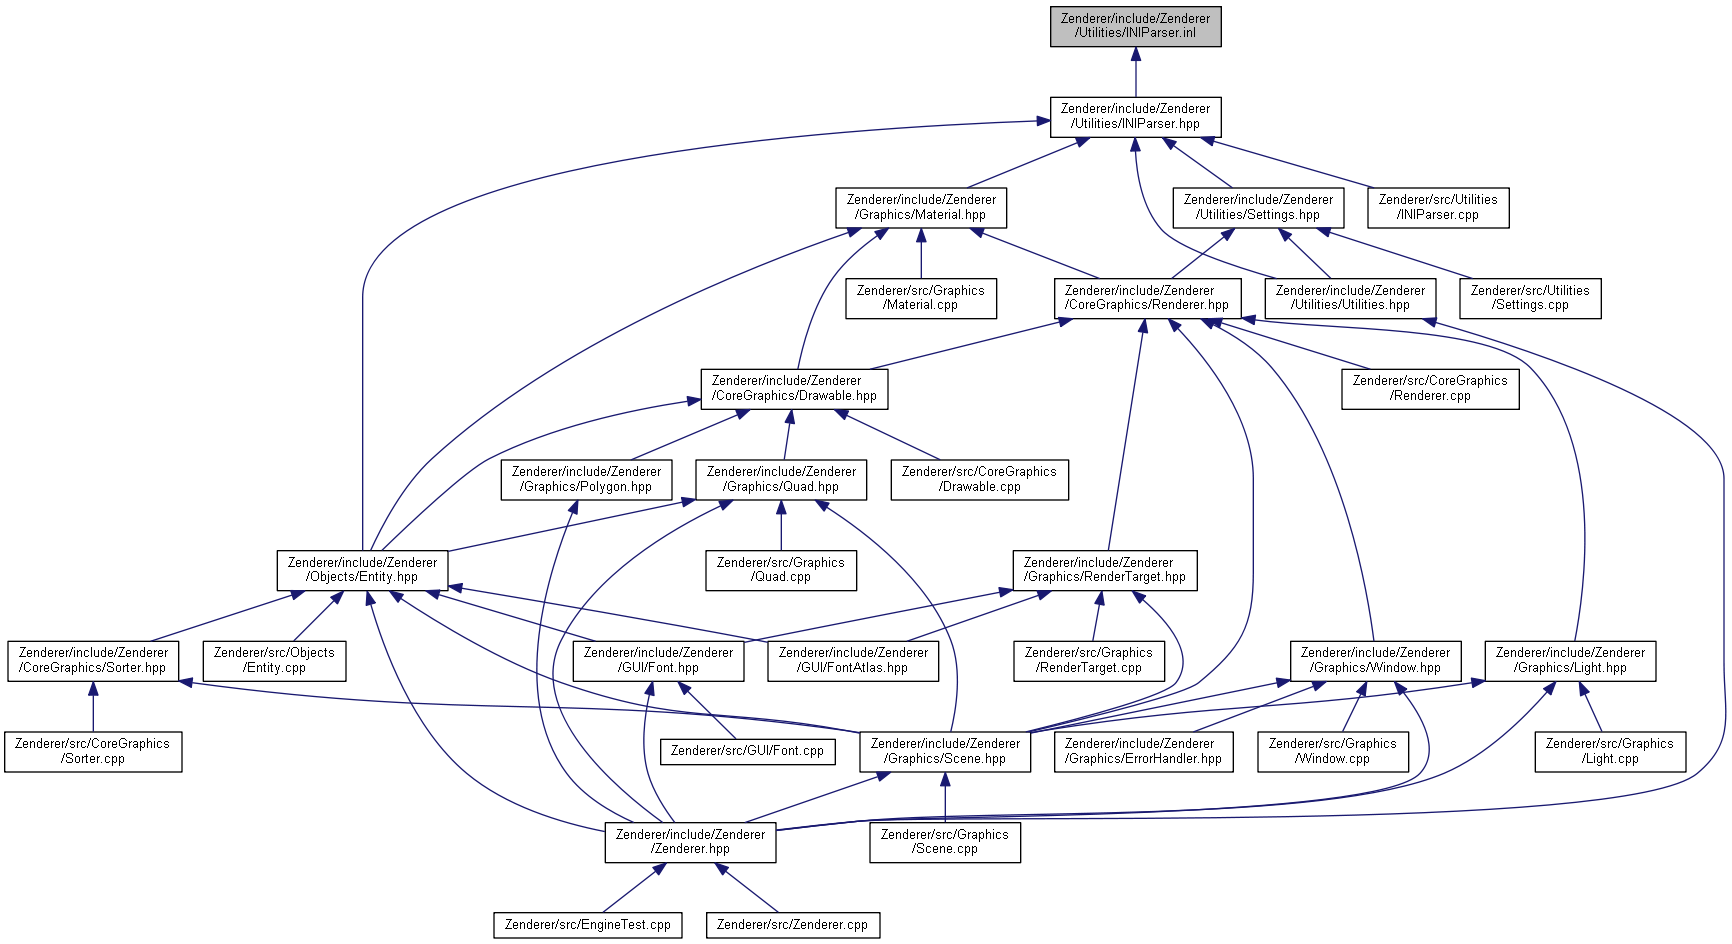 Zenderer/include/Zenderer
/Utilities/INIParser.inl
Zenderer/include/Zenderer
/Utilities/INIParser.hpp
Zenderer/include/Zenderer
/Graphics/Material.hpp
Zenderer/include/Zenderer
/Utilities/Settings.hpp
Zenderer/src/Utilities
/INIParser.cpp
Zenderer/src/Graphics
/Material.cpp
Zenderer/include/Zenderer
/CoreGraphics/Renderer.hpp
Zenderer/include/Zenderer
/Utilities/Utilities.hpp
Zenderer/src/Utilities
/Settings.cpp
Zenderer/include/Zenderer
/CoreGraphics/Drawable.hpp
Zenderer/src/CoreGraphics
/Renderer.cpp
Zenderer/include/Zenderer
/Graphics/Polygon.hpp
Zenderer/include/Zenderer
/Graphics/Quad.hpp
Zenderer/src/CoreGraphics
/Drawable.cpp
Zenderer/include/Zenderer
/Objects/Entity.hpp
Zenderer/src/Graphics
/Quad.cpp
Zenderer/include/Zenderer
/Graphics/RenderTarget.hpp
Zenderer/include/Zenderer
/CoreGraphics/Sorter.hpp
Zenderer/src/Objects
/Entity.cpp
Zenderer/include/Zenderer
/GUI/Font.hpp
Zenderer/include/Zenderer
/GUI/FontAtlas.hpp
Zenderer/src/Graphics
/RenderTarget.cpp
Zenderer/include/Zenderer
/Graphics/Window.hpp
Zenderer/include/Zenderer
/Graphics/Light.hpp
Zenderer/src/CoreGraphics
/Sorter.cpp
Zenderer/src/GUI/Font.cpp
Zenderer/include/Zenderer
/Graphics/Scene.hpp
Zenderer/include/Zenderer
/Graphics/ErrorHandler.hpp
Zenderer/src/Graphics
/Window.cpp
Zenderer/src/Graphics
/Light.cpp
Zenderer/include/Zenderer
/Zenderer.hpp
Zenderer/src/Graphics
/Scene.cpp
Zenderer/src/EngineTest.cpp
Zenderer/src/Zenderer.cpp